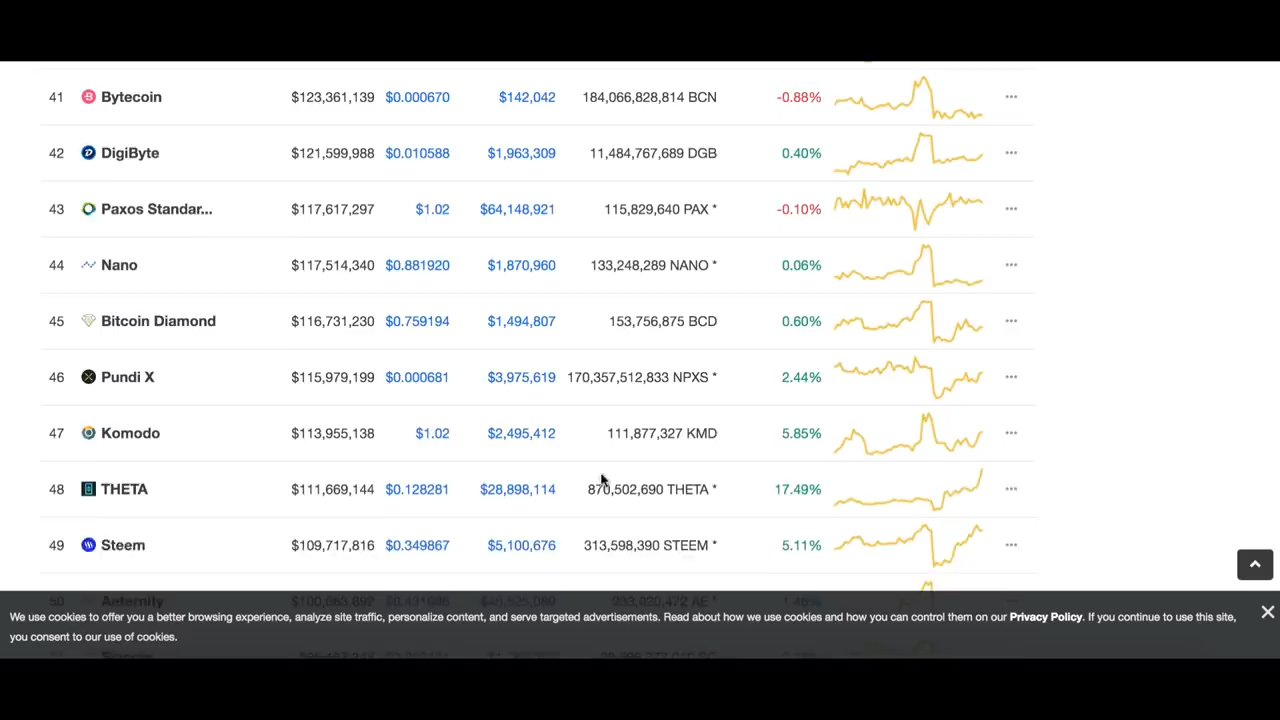 41 Bytecoin $123,361,139 $0.000670 $142,042 184,066,828,814 BCN -0.88%
42 DigiByte $121,599,988 $0.010588 $1,963,309 11,484,767,689 DGB 0.40%
43 Paxos Standar... $117,617,297 $1.02 $64,148,921 115,829,640 PAX * -0.10%
44 Nano $117,514,340 $0.881920 $1,870,960 133,248,289 NANO * 0.06%
45 Bitcoin Diamond $116,731,230 $0.759194 $1,494,807 153,756,875 BCD 0.60%
46 Pundi X $115,979,199 $0.000681 $3,975,619 170,357,512,833 NPXS * 2.44%
47 Komodo $113,955,138 $1.02 $2,495,412 111,877,327 KMD 5.85%
48 THETA $111,669,144 $0.128281 $28,898,114 870,502,690 THETA * 17.49%
49 Steem $109,717,816 $0.349867 $5,100,676 313,598,390 STEEM * 5.11%
50 Aeternity
We use cookies to offer you a better browsing experience, analyze site traffic, personalize content, and serve targeted advertisements. Read about how we use cookies and how you can control them on our Privacy Policy. If you continue to use this site,
you consent to our use of cookies.